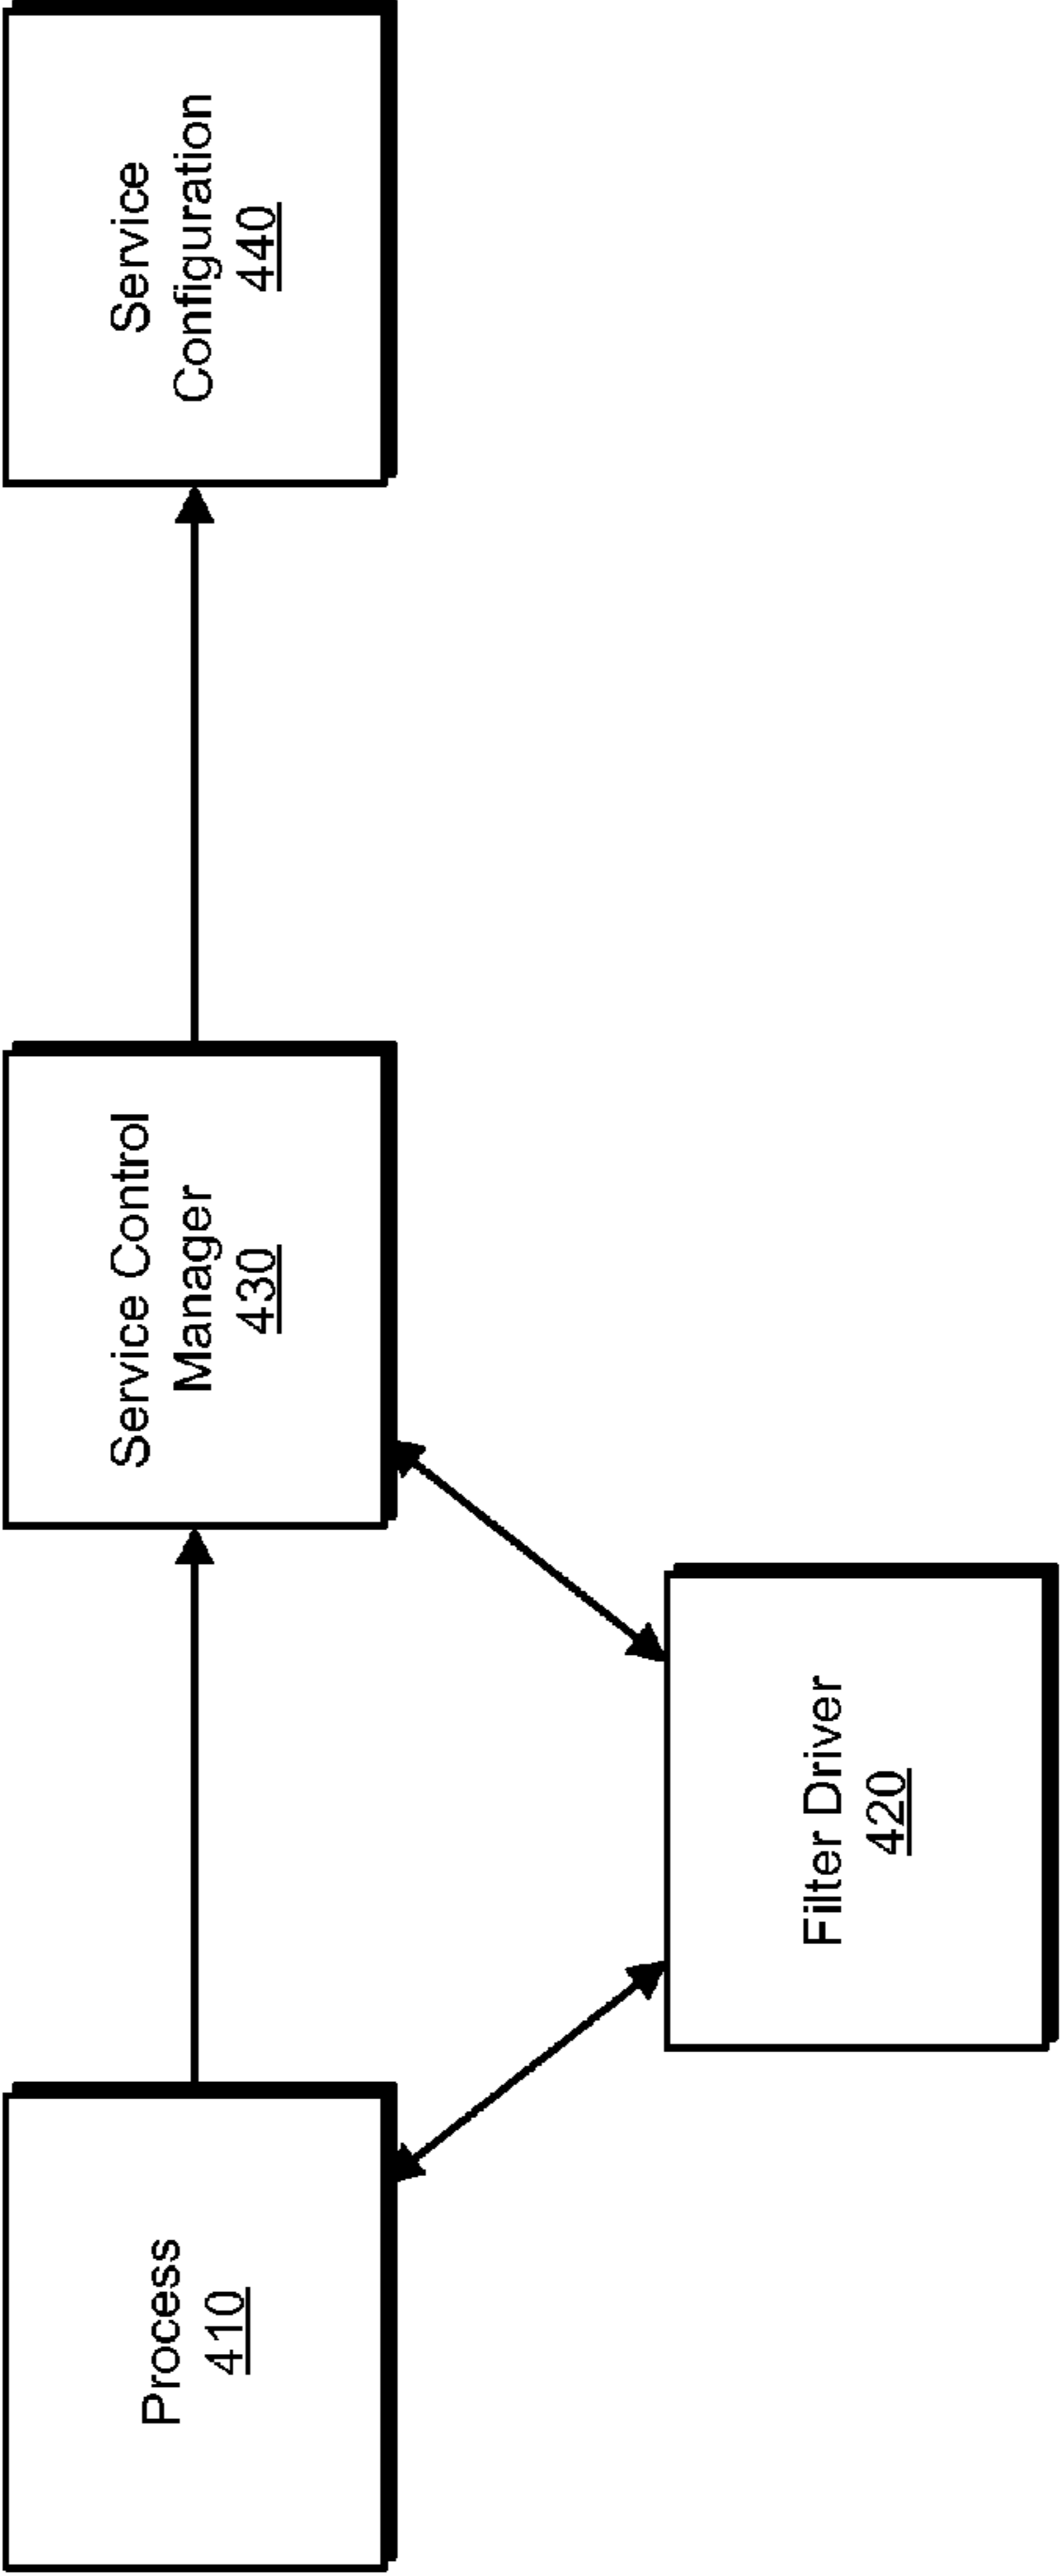 Process
410
Service Control
Manager
430
Service
Configuration
440
Filter Driver
420